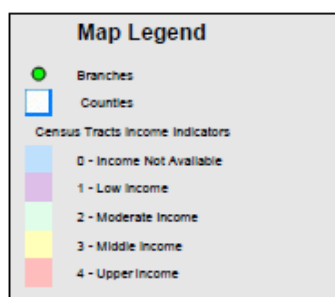 Map Legend
Branches
Counties
Census Tracts Income Indicators
0 - Income Not Available
1 - Low Income
2 - Moderate Income
3 - Middle Income
4 - Upper Income